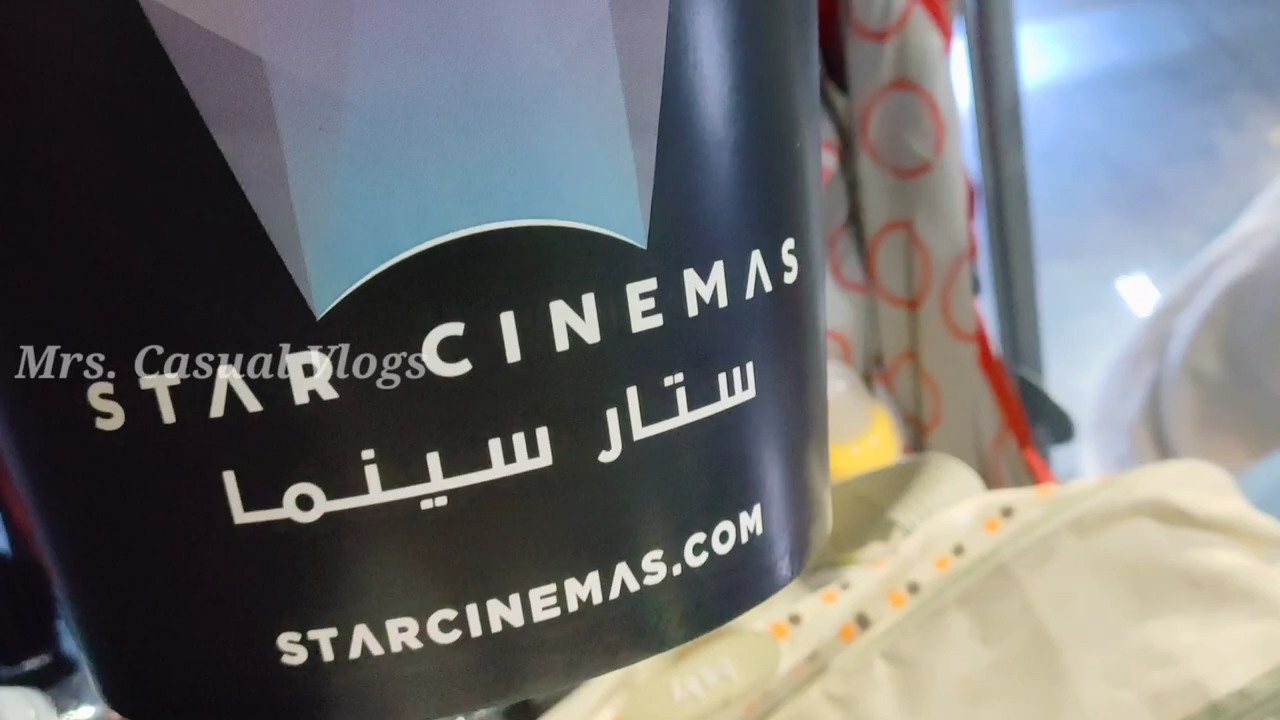 Mrs. Casual Vlogs
STAR CINEMAS
ستار سينما
STARCINEMAS.COM